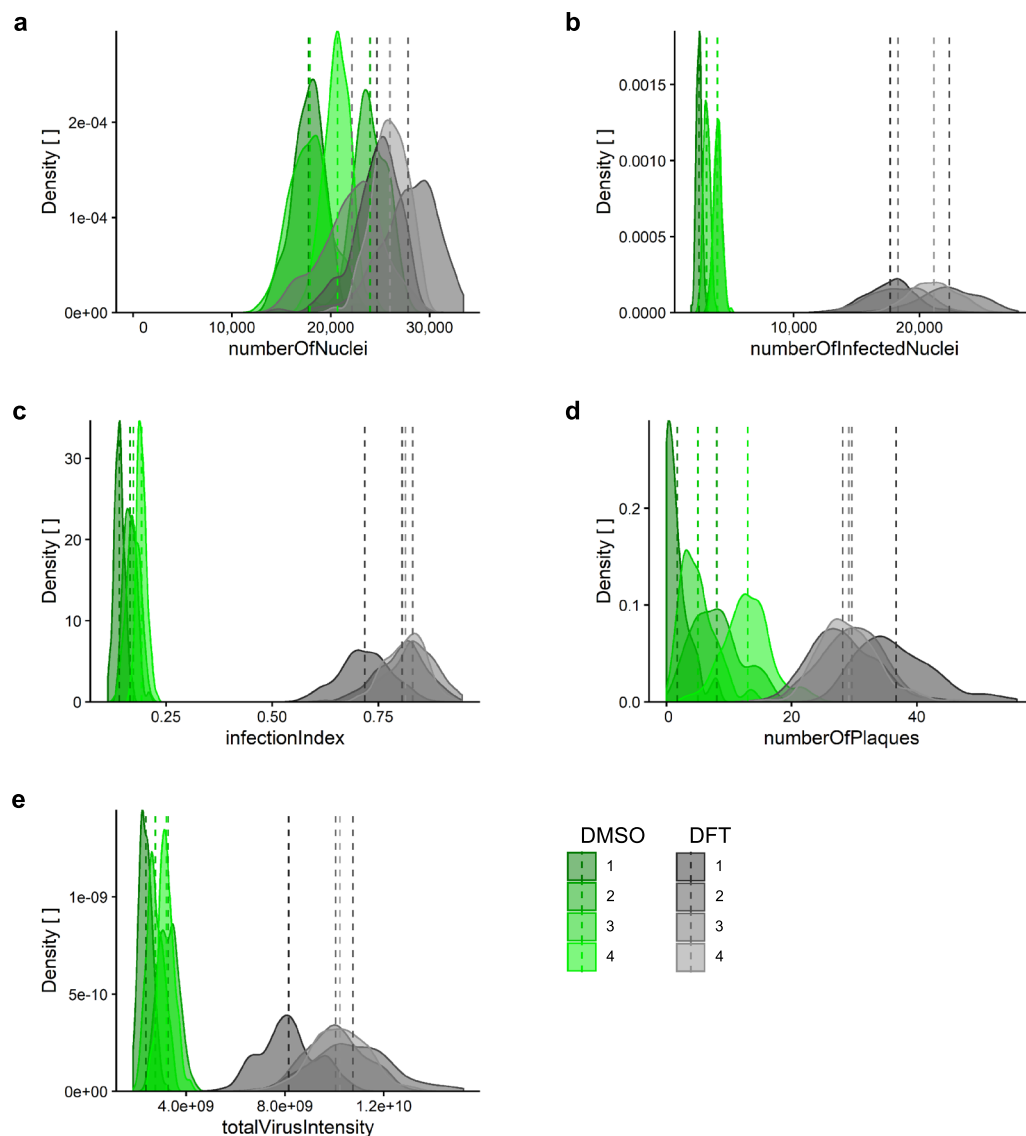 a
Density [ ]
2e-04
1e-04
0e+00
0
10,000
20,000
30,000
numberOfNuclei
b
Density [ ]
0.0015
0.0010
0.0005
0.0000
10,000
20,000
numberOfInfectedNuclei
c
Density [ ]
30
20
10
0
0.25
0.50
0.75
infectionIndex
d
Density [ ]
0.2
0.1
0.0
0
20
40
numberOfPlaques
e
Density [ ]
1e-09
5e-10
0e+00
4.0e+09
8.0e+09
1.2e+10
totalVirusIntensity
DMSO
1
2
3
4
DFT
1
2
3
4